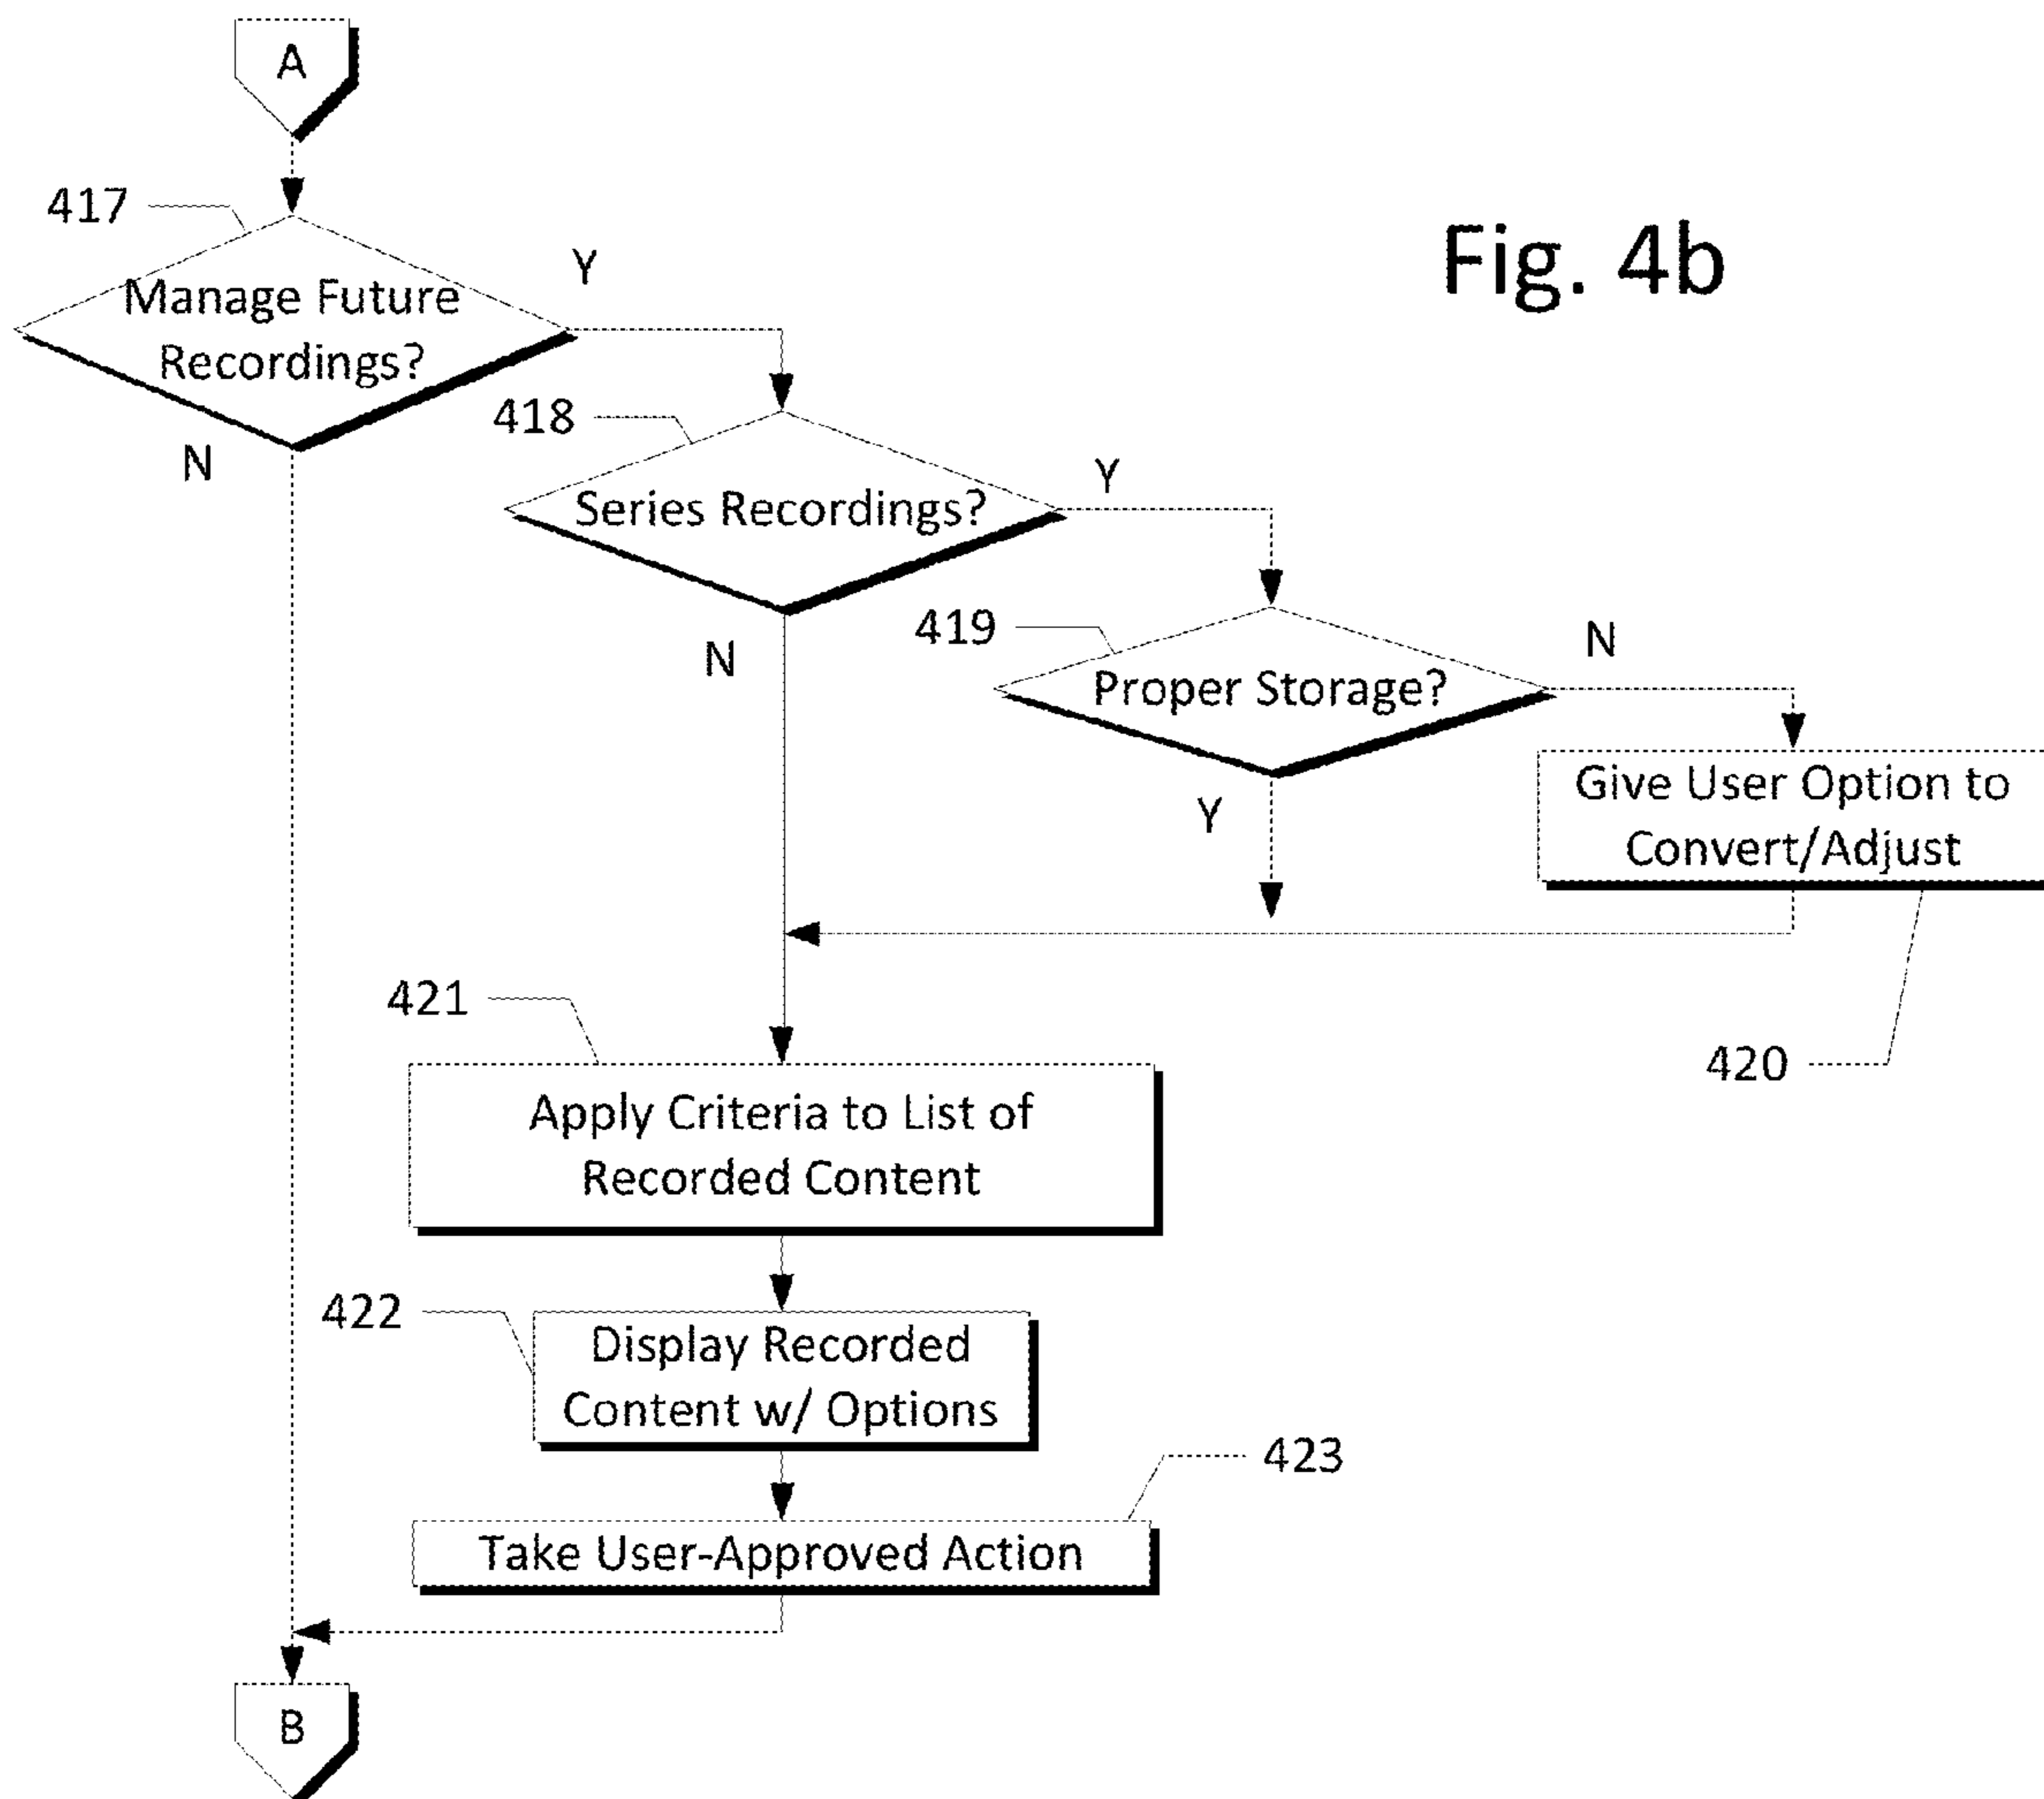 A
417
Y
Fig. 4b
Manage Future
Recordings?
418
N
Y
Series Recordings?
419
N
N
Proper Storage?
Y
Give User Option to
Convert/Adjust
421
420
Apply Criteria to List of
Recorded Content
422
Display Recorded
Content w/ Options
423
Take User-Approved Action
B